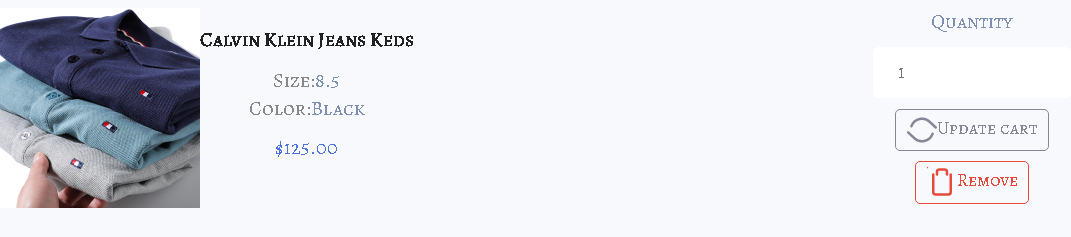 Calvin Klein Jeans Keds
Size:8.5
Color:Black
$125.00
Quantity
1
Update cart
Remove